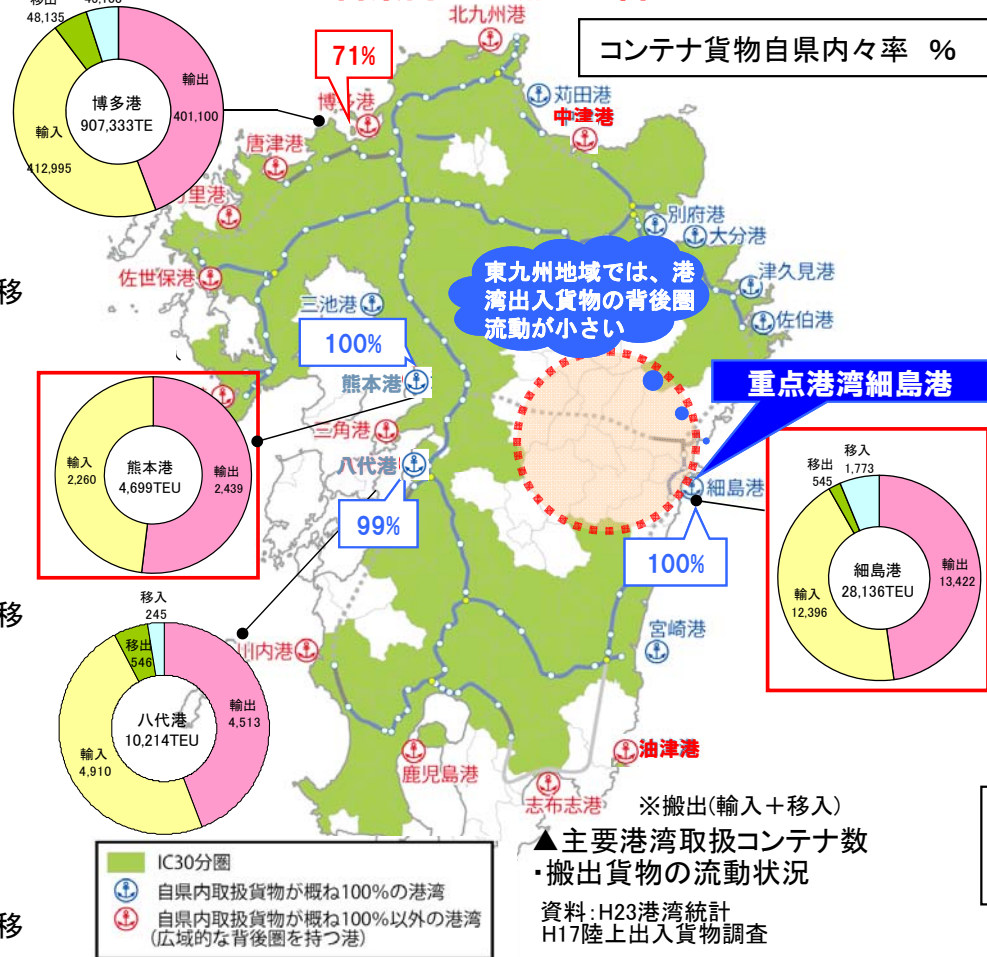 48,135
北九州港
コンテナ貨物自県内々率 %
71%
輸出
401,100
博多港
907,333TE
輸入
412,995
博多港
苅田港
中津港
唐津港
里港
別府港
大分港
佐世保港
東九州地域では、港
湾出入貨物の背後圏
流動が小さい
津久見港
佐伯港
移
三池港
100%
熊本港
重点港湾細島港
輸入
2,260
熊本港
4,699TEU
輸出
2,439
三角港
八代港
99%
細島港
100%
移出
545
移入
1,773
輸入
12,396
細島港
28,136TEU
輸出
13,422
移
移入
245
移出
546
川内港
宮崎港
輸出
4,513
八代港
10,214TEU
輸入
4,910
鹿児島港
油津港
志布志港
※搬出(輸入+移入)
▲主要港湾取扱コンテナ数
・搬出貨物の流動状況
資料:H23港湾統計
H17陸上出入貨物調査
IC30分圏
自県内取扱貨物が概ね100%の港湾
自県内取扱貨物が概ね100%以外の港湾
(広域的な背後圏を持つ港)
移